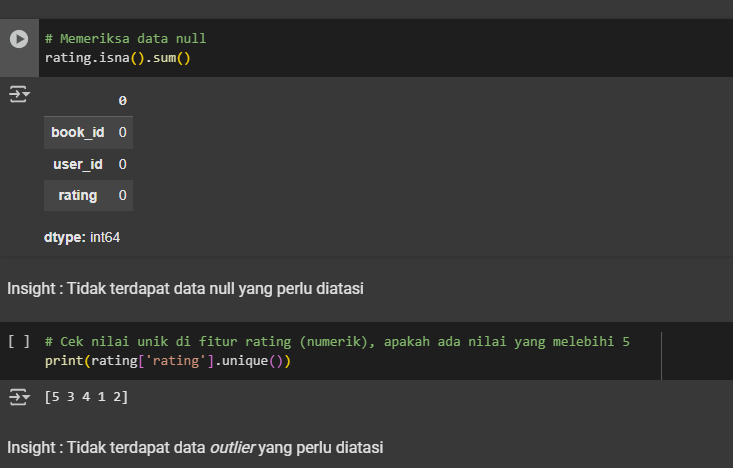 # Memeriksa data null
rating.isna().sum()
0
book_id 0
user_id 0
rating 0
dtype: int64
Insight : Tidak terdapat data null yang perlu diatasi
[ ] # Cek nilai unik di fitur rating (numerik), apakah ada nilai yang melebihi 5
print(rating['rating'].unique())
[5 3 4 1 2]
Insight : Tidak terdapat data outlier yang perlu diatasi